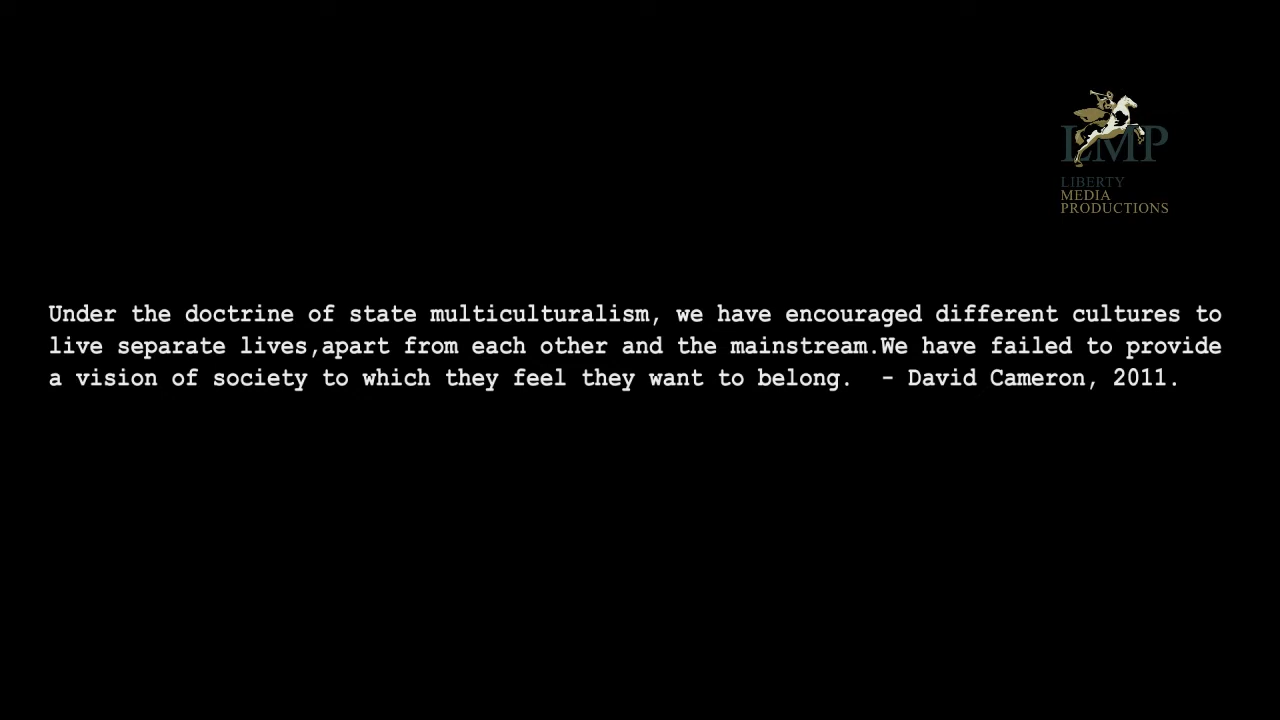 LMP
LIBERTY
MEDIA
PRODUCTIONS
Under the doctrine of state multiculturalism, we have encouraged different cultures to
live separate lives,apart from each other and the mainstream.We have failed to provide
a vision of society to which they feel they want to belong.  - David Cameron, 2011.